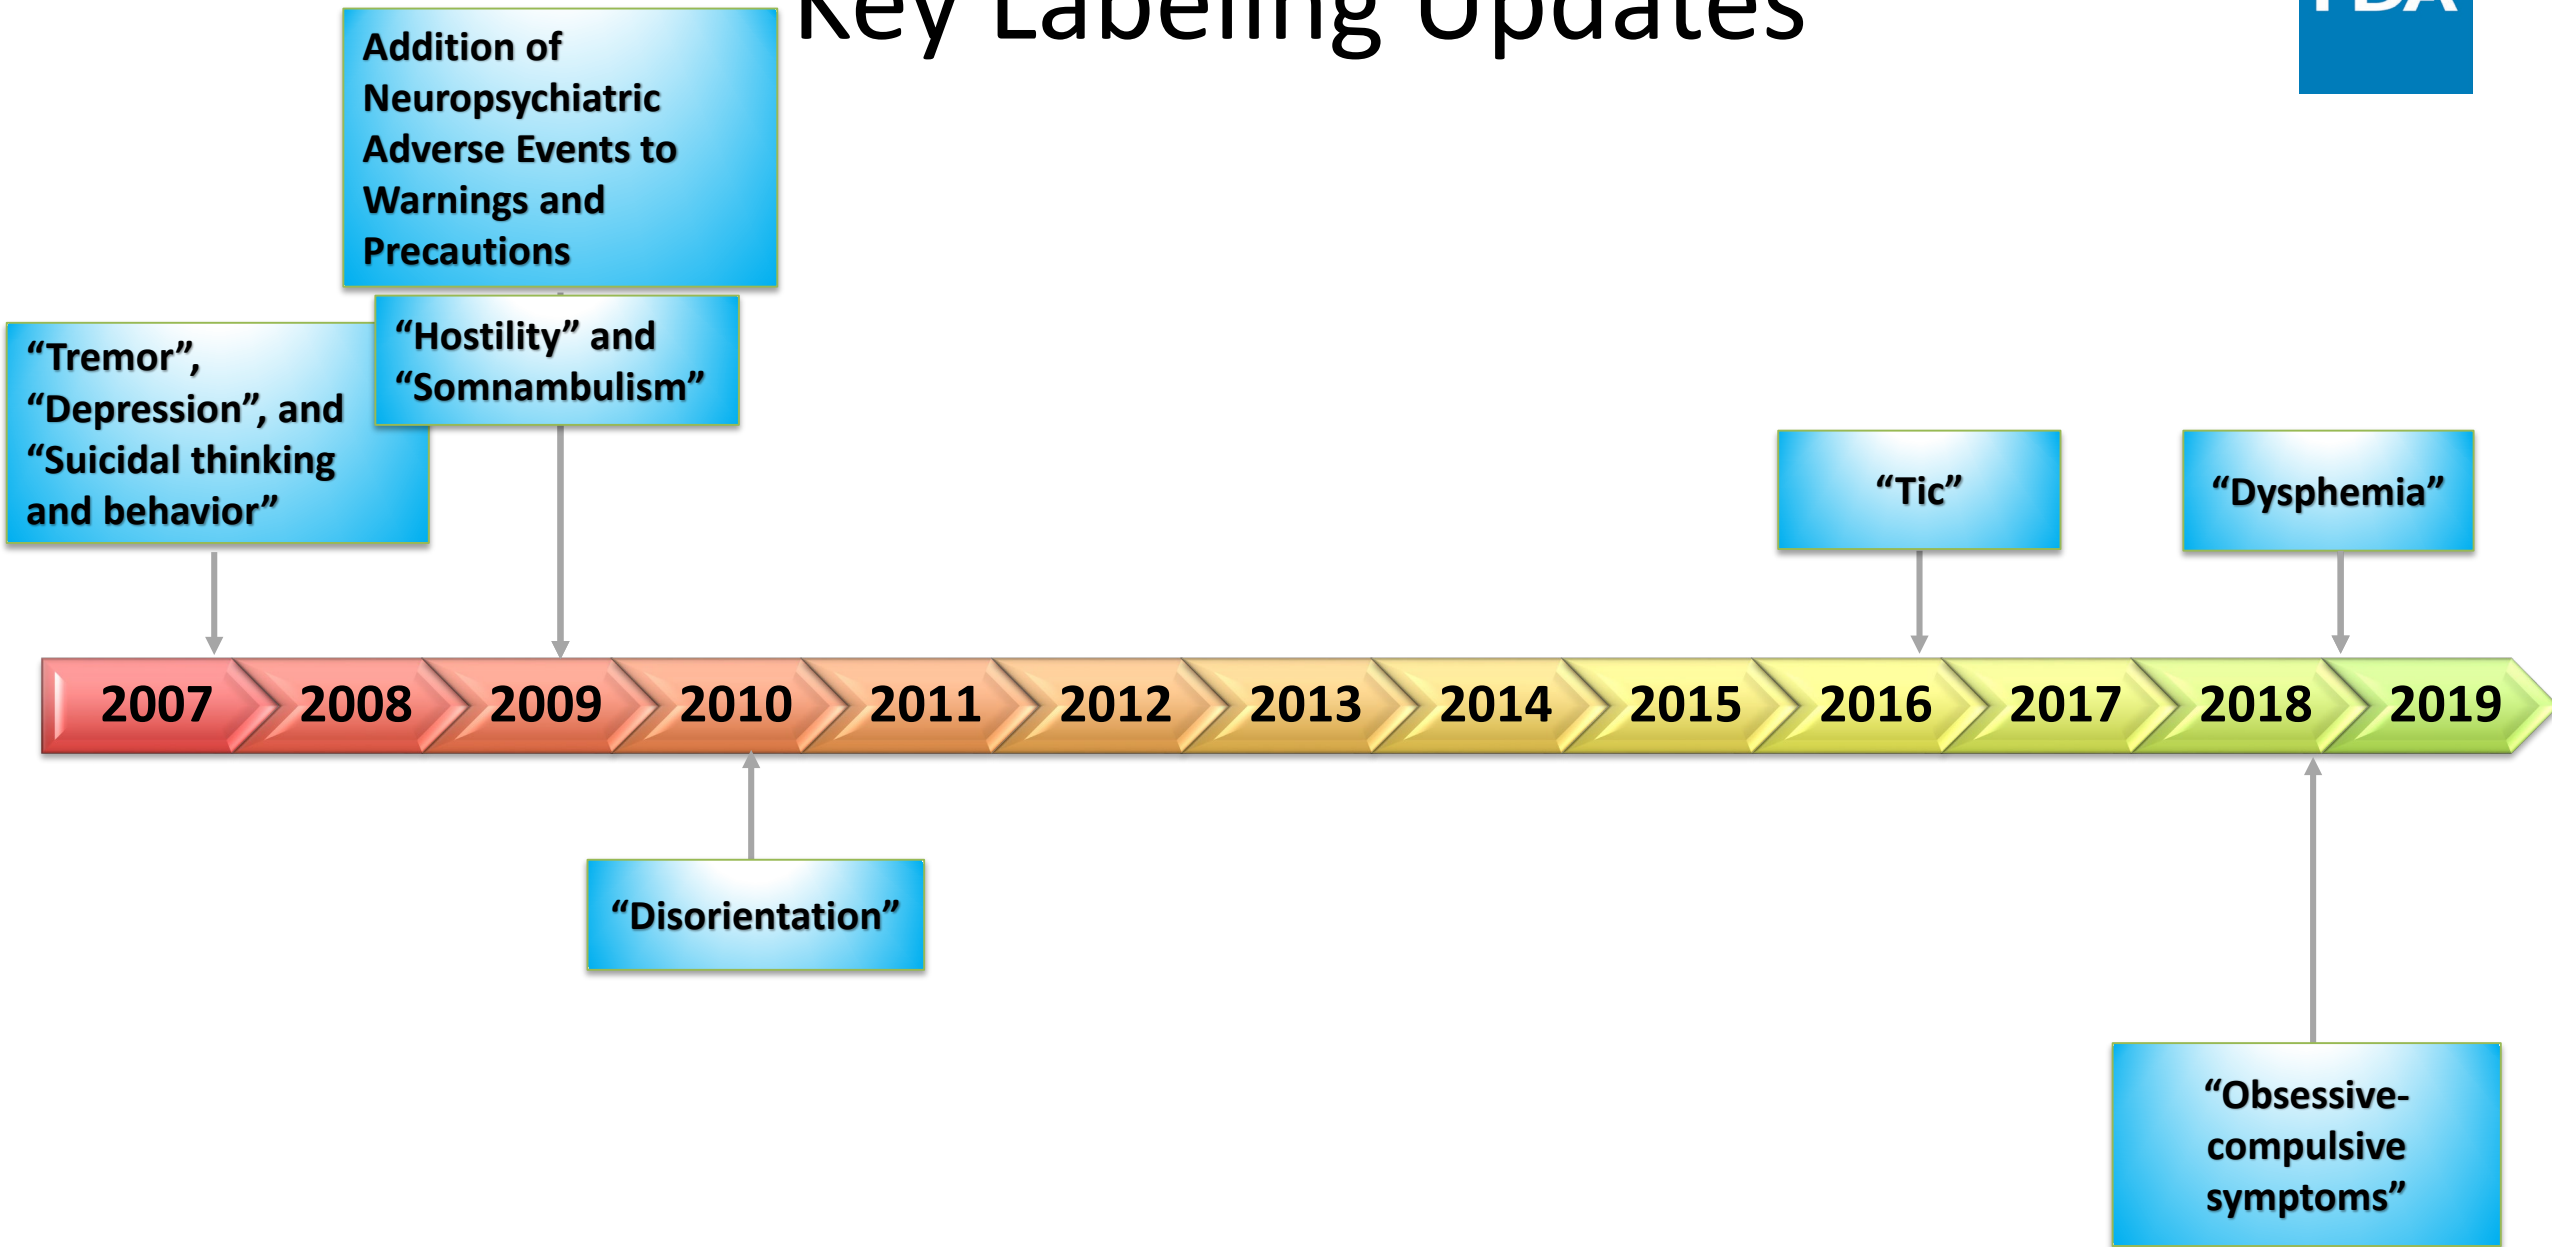 Key Labeling Updates
FDA
Addition of
Neuropsychiatric
Adverse Events to
Warnings and
Precautions
“Hostility” and
“Somnambulism”
“Tremor”,
“Depression”, and
“Suicidal thinking
and behavior”
“Tic”
“Dysphemia”
2007 2008 2009 2010 2011 2012 2013 2014 2015 2016 2017 2018 2019
“Disorientation”
“Obsessive-
compulsive
symptoms”